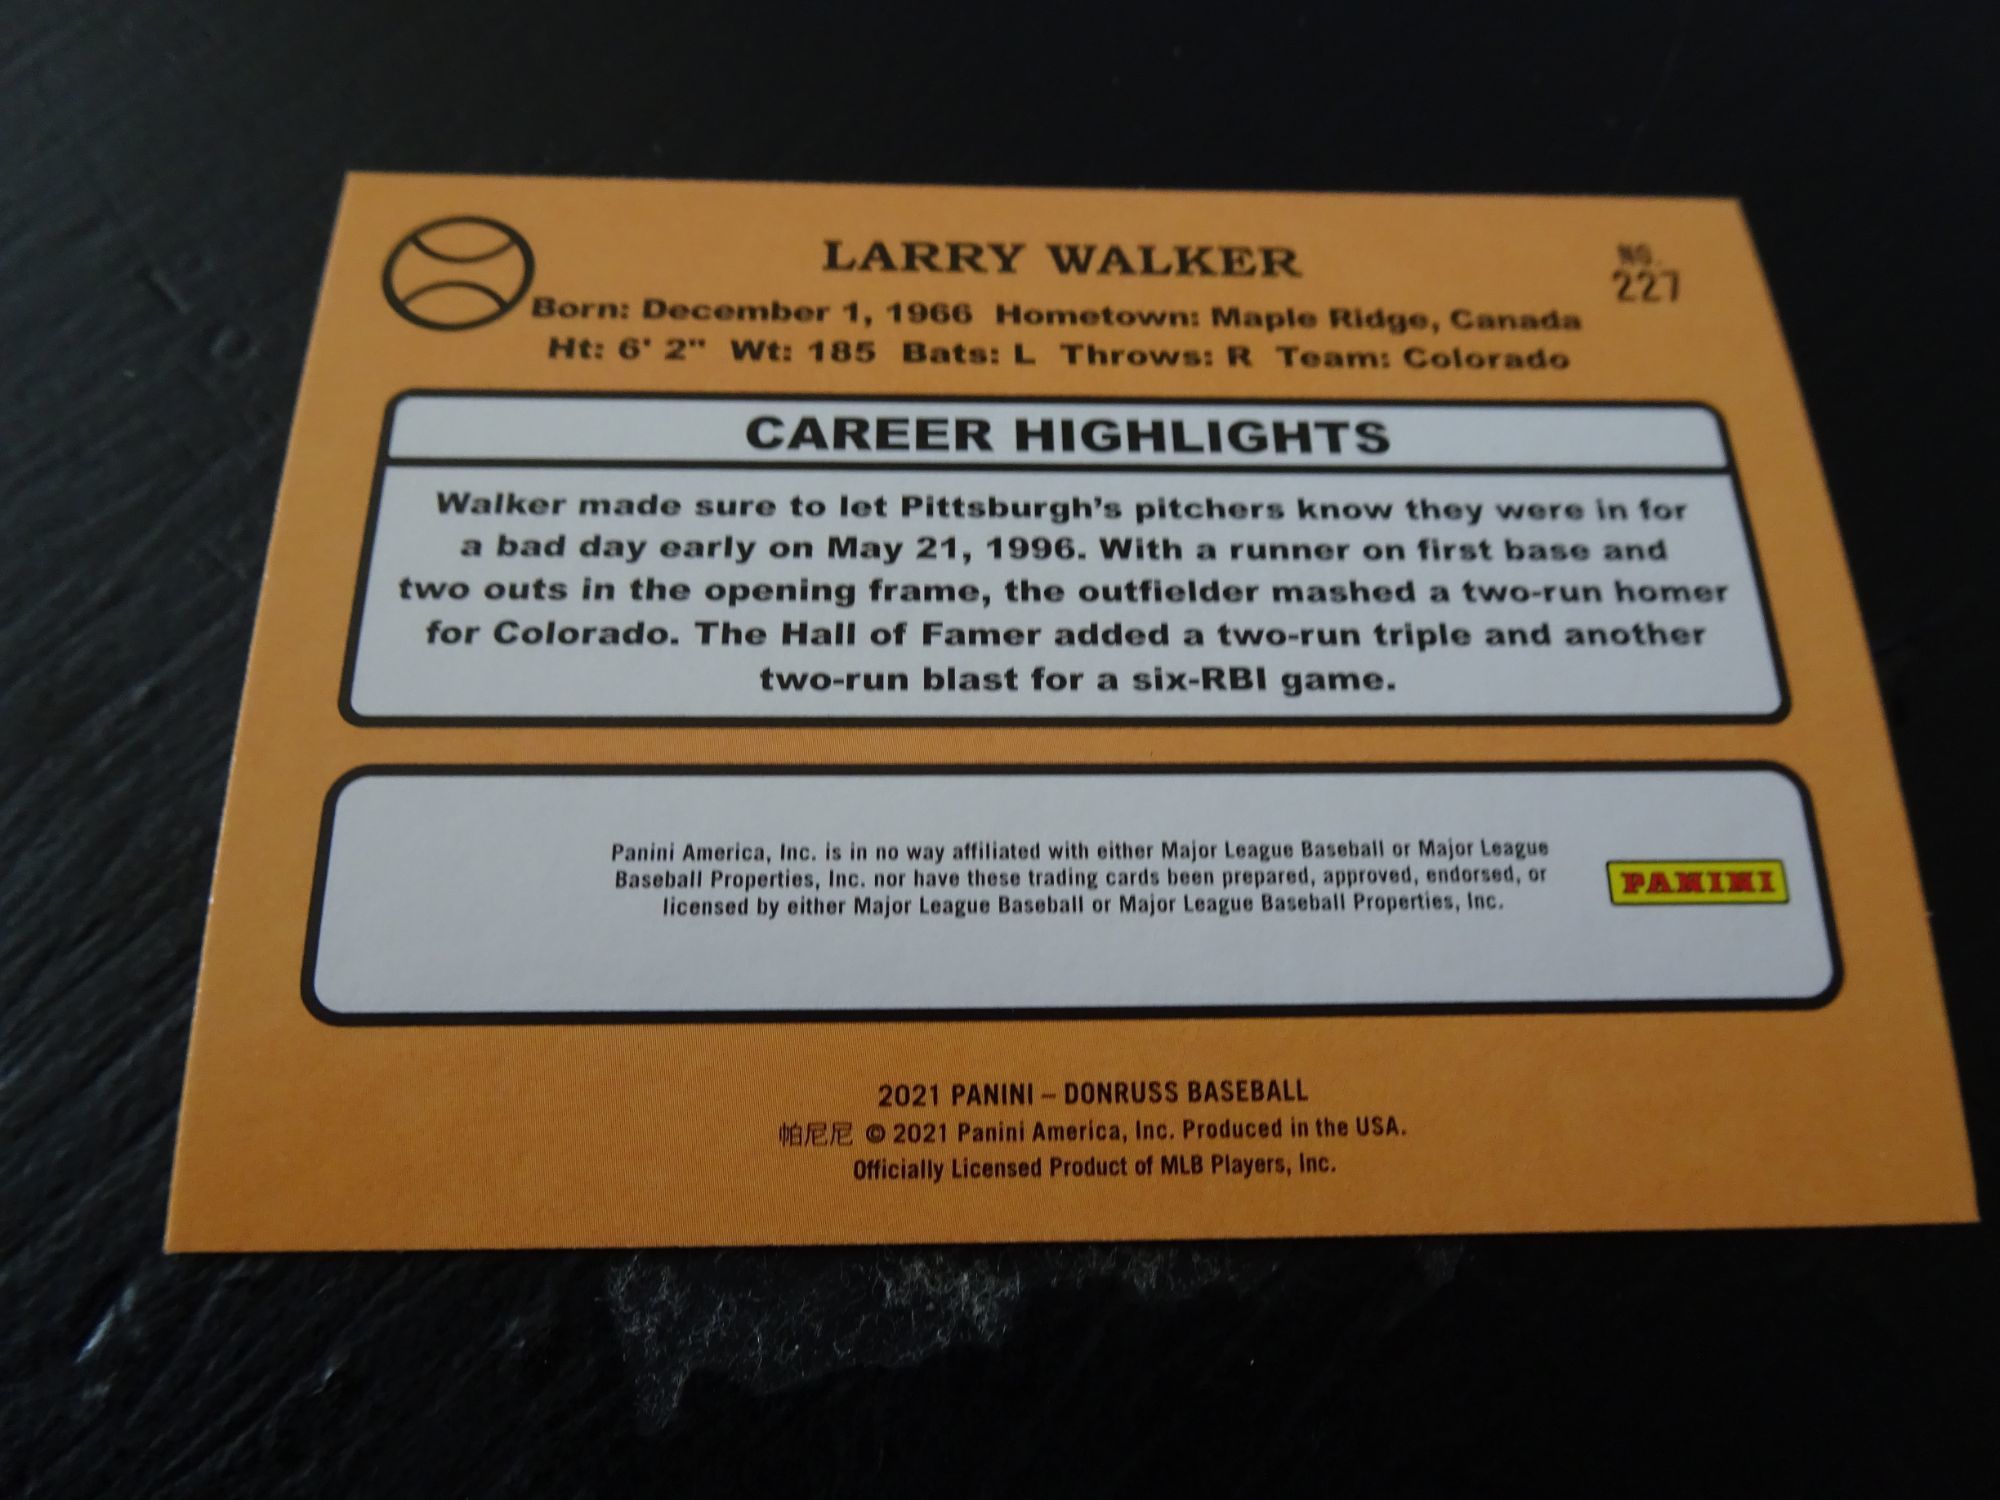 LARRY WALKER
NO.
227
Born: December 1, 1966 Hometown: Maple Ridge, Canada
Ht: 6' 2" Wt: 185 Bats: L Throws: R Team: Colorado
CAREER HIGHLIGHTS
Walker made sure to let Pittsburgh's pitchers know they were in for
a bad day early on May 21, 1996. With a runner on first base and
two outs in the opening frame, the outfielder mashed a two-run homer
for Colorado. The Hall of Famer added a two-run triple and another
two-run blast for a six-RBI game.
Panini America, Inc. is in no way affiliated with either Major League Baseball or Major League
Baseball Properties, Inc. nor have these trading cards been prepared, approved, endorsed, or
licensed by either Major League Baseball or Major League Baseball Properties, Inc.
PANINI
2021 PANINI – DONRUSS BASEBALL
帕尼尼 © 2021 Panini America, Inc. Produced in the USA.
Officially Licensed Product of MLB Players, Inc.